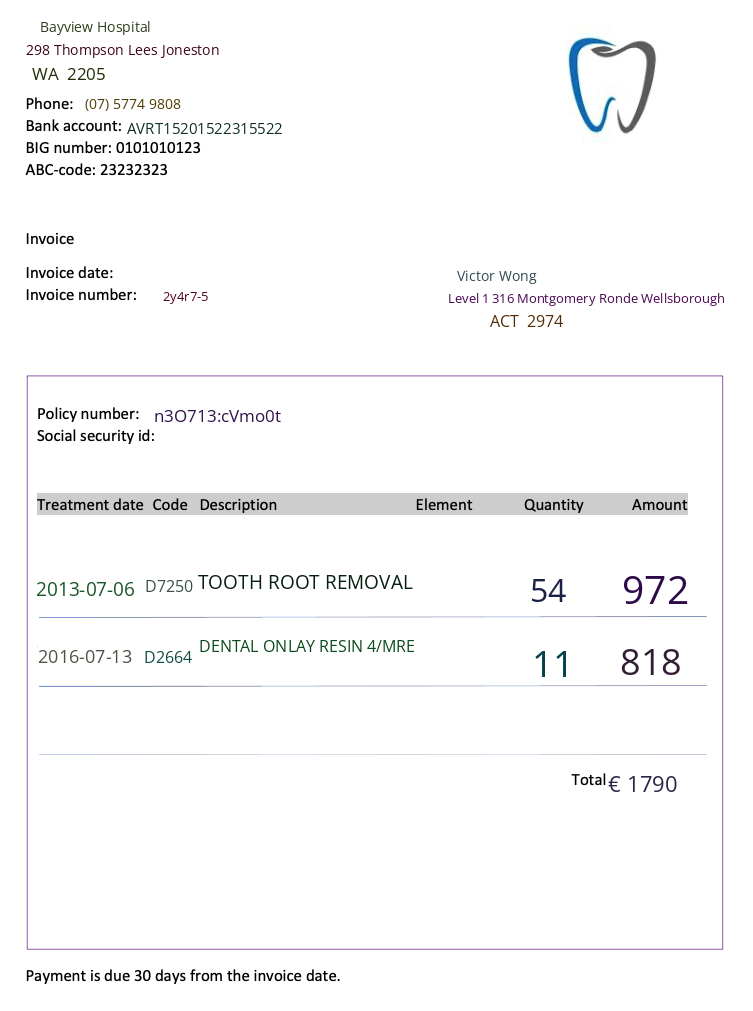 Bayview Hospital
298 Thompson Lees Joneston
WA 2205
Phone: (07) 5774 9808
Bank account: AVRT15201522315522
BIG number: 0101010123
ABC-code: 23232323
Invoice
Invoice date:
Invoice number: 2y4r7-5
Victor Wong
Level 1 316 Montgomery Ronde Wellsborough
ACT 2974
Policy number: n3O713:cVmo0t
Social security id:
Treatment date Code Description Element Quantity Amount
2013-07-06 D7250 TOOTH ROOT REMOVAL 54 972
2016-07-13 D2664 DENTAL ONLAY RESIN 4/MRE 11 818
Total € 1790
Payment is due 30 days from the invoice date.